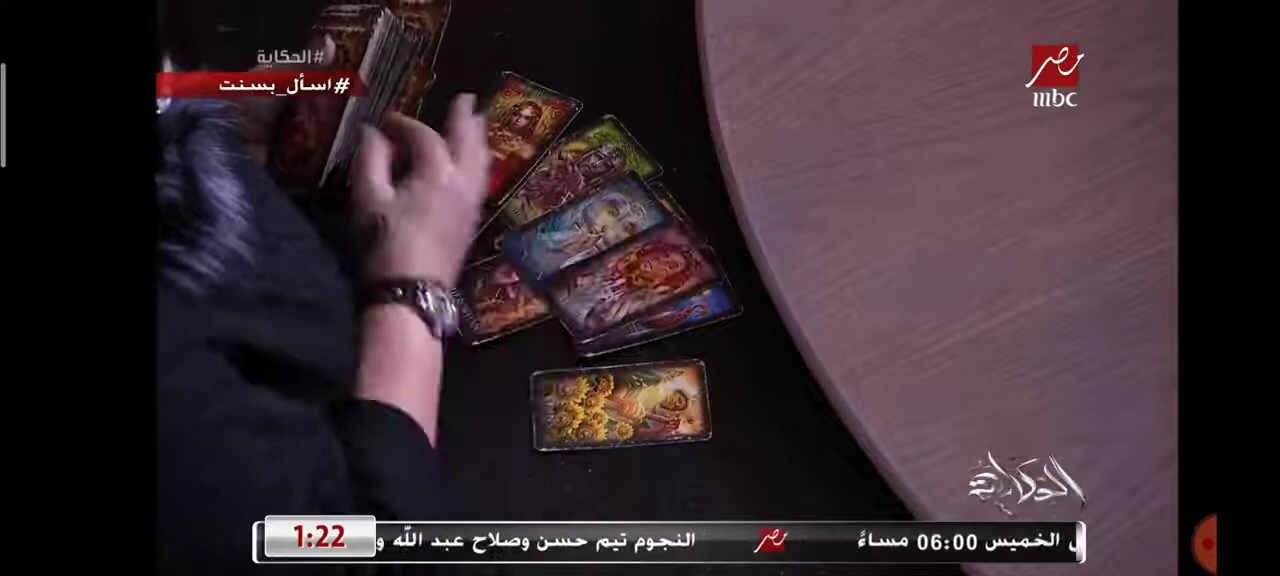 #الحكاية
#اسأل_بسنت
مصر
mbc
الحكاية
الخميس 06:00 مساءً
مصر
النجوم تيم حسن وصلاح عبد الله و
1:22